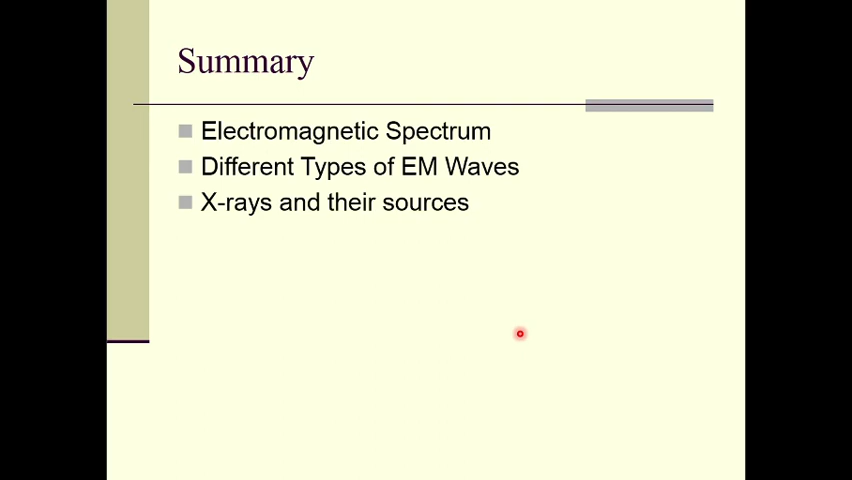 Summary
Electromagnetic Spectrum
Different Types of EM Waves
X-rays and their sources